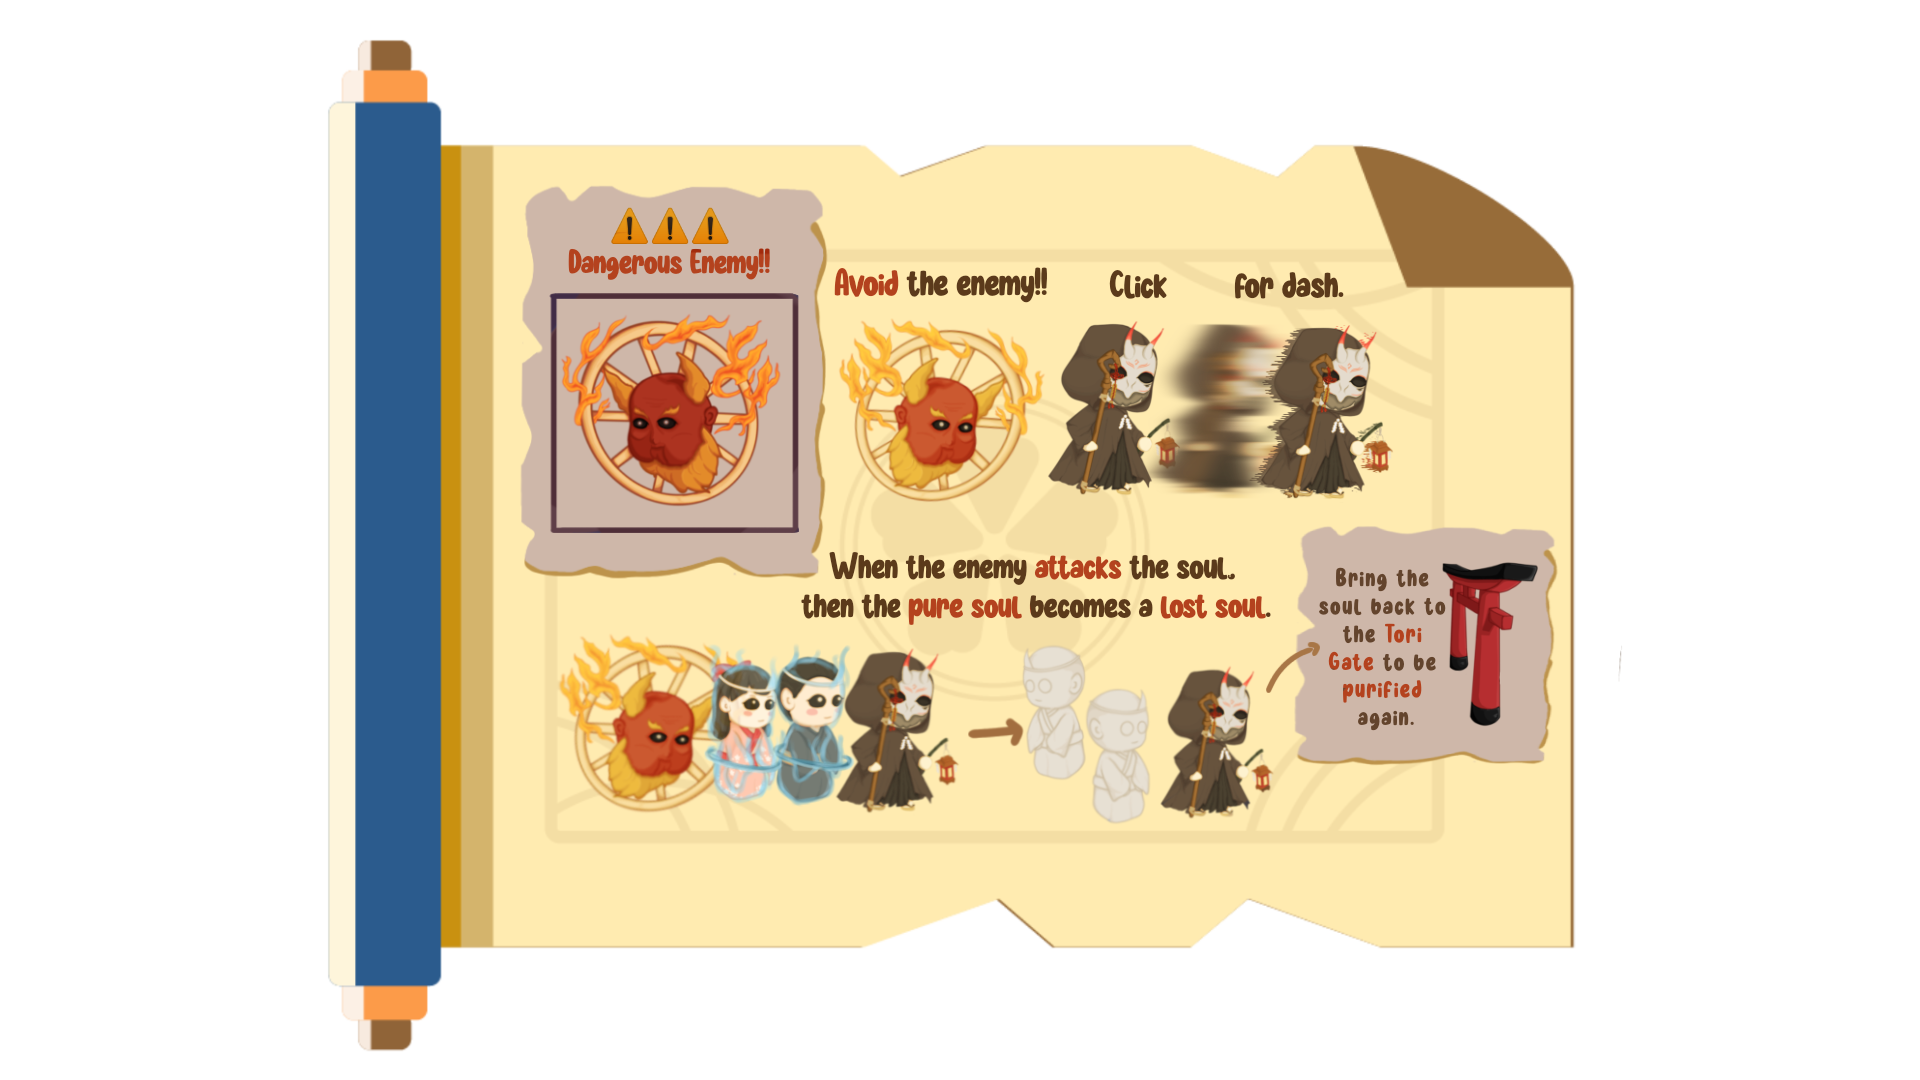 Dangerous Enemy!!
Avoid the enemy!!
Click for dash.
When the enemy attacks the soul.
then the pure soul becomes a lost soul.
Bring the
soul back to
the Tori
Gate to be
purified
again.